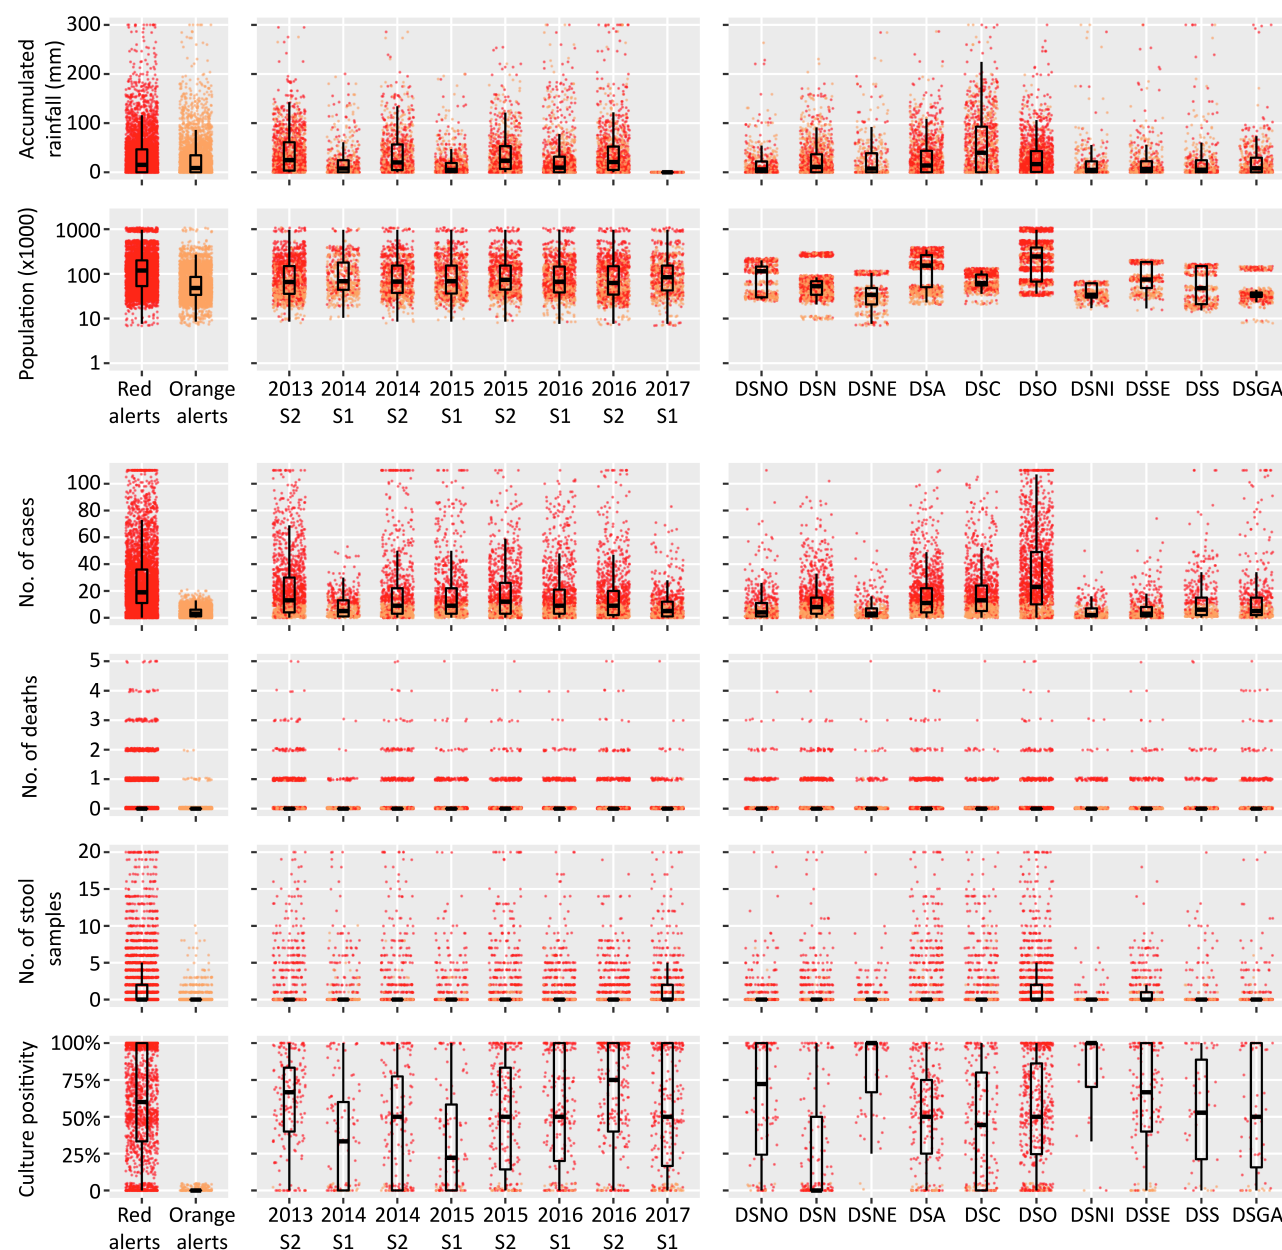 Accumulated
rainfall (mm)
300
200
100
0
Population (x1000)
1000
100
10
1
Red
alerts
Orange
alerts
2013
S2
2014
S1
2014
S2
2015
S1
2015
S2
2016
S1
2016
S2
2017
S1
DSNO DSN DSNE DSA DSC DSO DSNI DSSE DSS DSGA
No. of cases
100
80
60
40
20
0
No. of deaths
5
4
3
2
1
0
No. of stool
samples
20
15
10
5
0
Culture positivity
100%
75%
50%
25%
0
Red
alerts
Orange
alerts
2013
S2
2014
S1
2014
S2
2015
S1
2015
S2
2016
S1
2016
S2
2017
S1
DSNO DSN DSNE DSA DSC DSO DSNI DSSE DSS DSGA